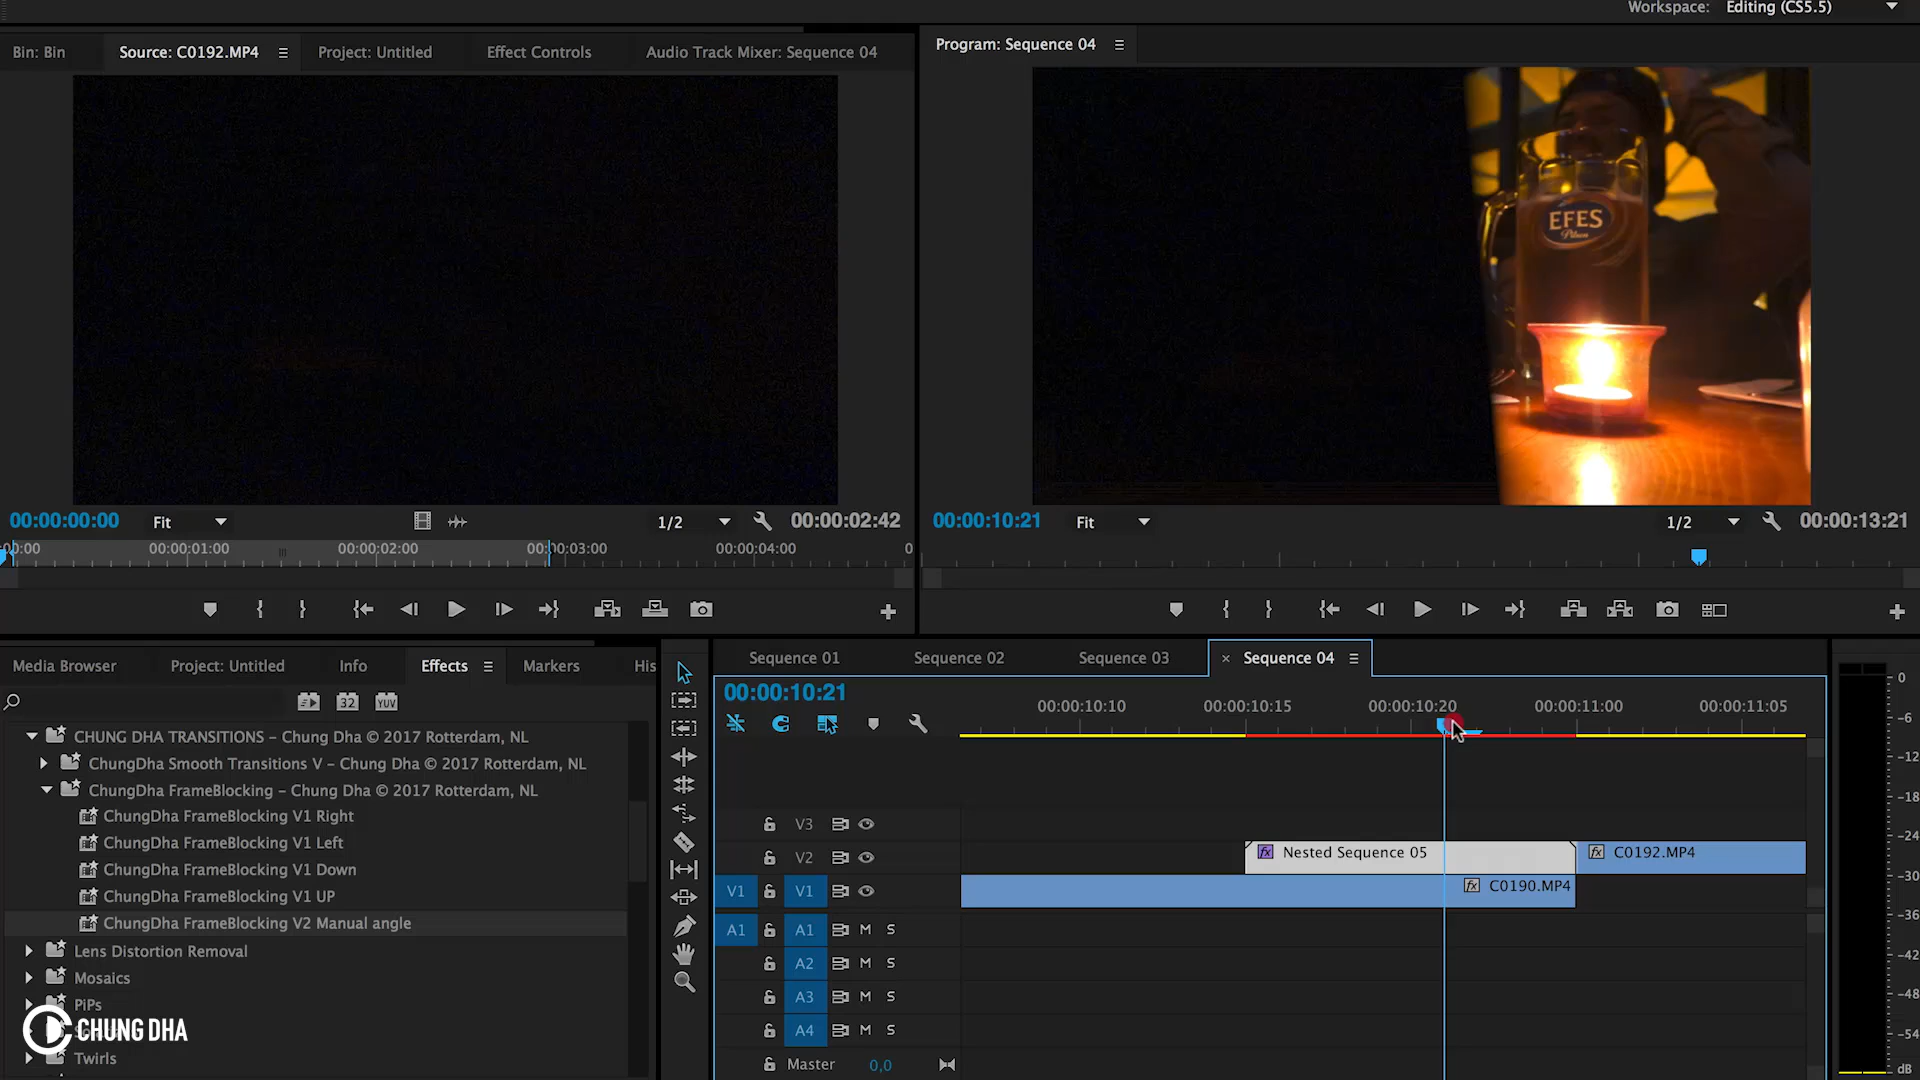 Workspace: Editing (CS5.5)
Bin: Bin Source: C0192.MP4 Project: Untitled Effect Controls Audio Track Mixer: Sequence 04
Program: Sequence 04
EFES
Pilsen
00:00:00:00 Fit 1/2 00:00:02:42
00:00:10:21 Fit 1/2 00:00:13:21
:00:00 00:00:01:00 00:00:02:00 00:00:03:00 00:00:04:00 0
Media Browser Project: Untitled Info Effects Markers His
Sequence 01 Sequence 02 Sequence 03 × Sequence 04
00:00:10:21
32 YUV
00:00:10:10 00:00:10:15 00:00:10:20 00:00:11:00 00:00:11:05
CHUNG DHA TRANSITIONS - Chung Dha © 2017 Rotterdam, NL
ChungDha Smooth Transitions V - Chung Dha © 2017 Rotterdam, NL
ChungDha FrameBlocking - Chung Dha © 2017 Rotterdam, NL
ChungDha FrameBlocking V1 Right
ChungDha FrameBlocking V1 Left
ChungDha FrameBlocking V1 Down
ChungDha FrameBlocking V1 UP
ChungDha FrameBlocking V2 Manual angle
Lens Distortion Removal
Mosaics
PiPs
Twirls
CHUNG DHA
V3
V2 fx Nested Sequence 05 fx C0192.MP4
V1 V1 fx C0190.MP4
A1 A1 M S
A2 M S
A3 M S
A4 M S
Master 0,0
0
-6
-12
-18
-24
-30
-36
-42
-48
-54
dB